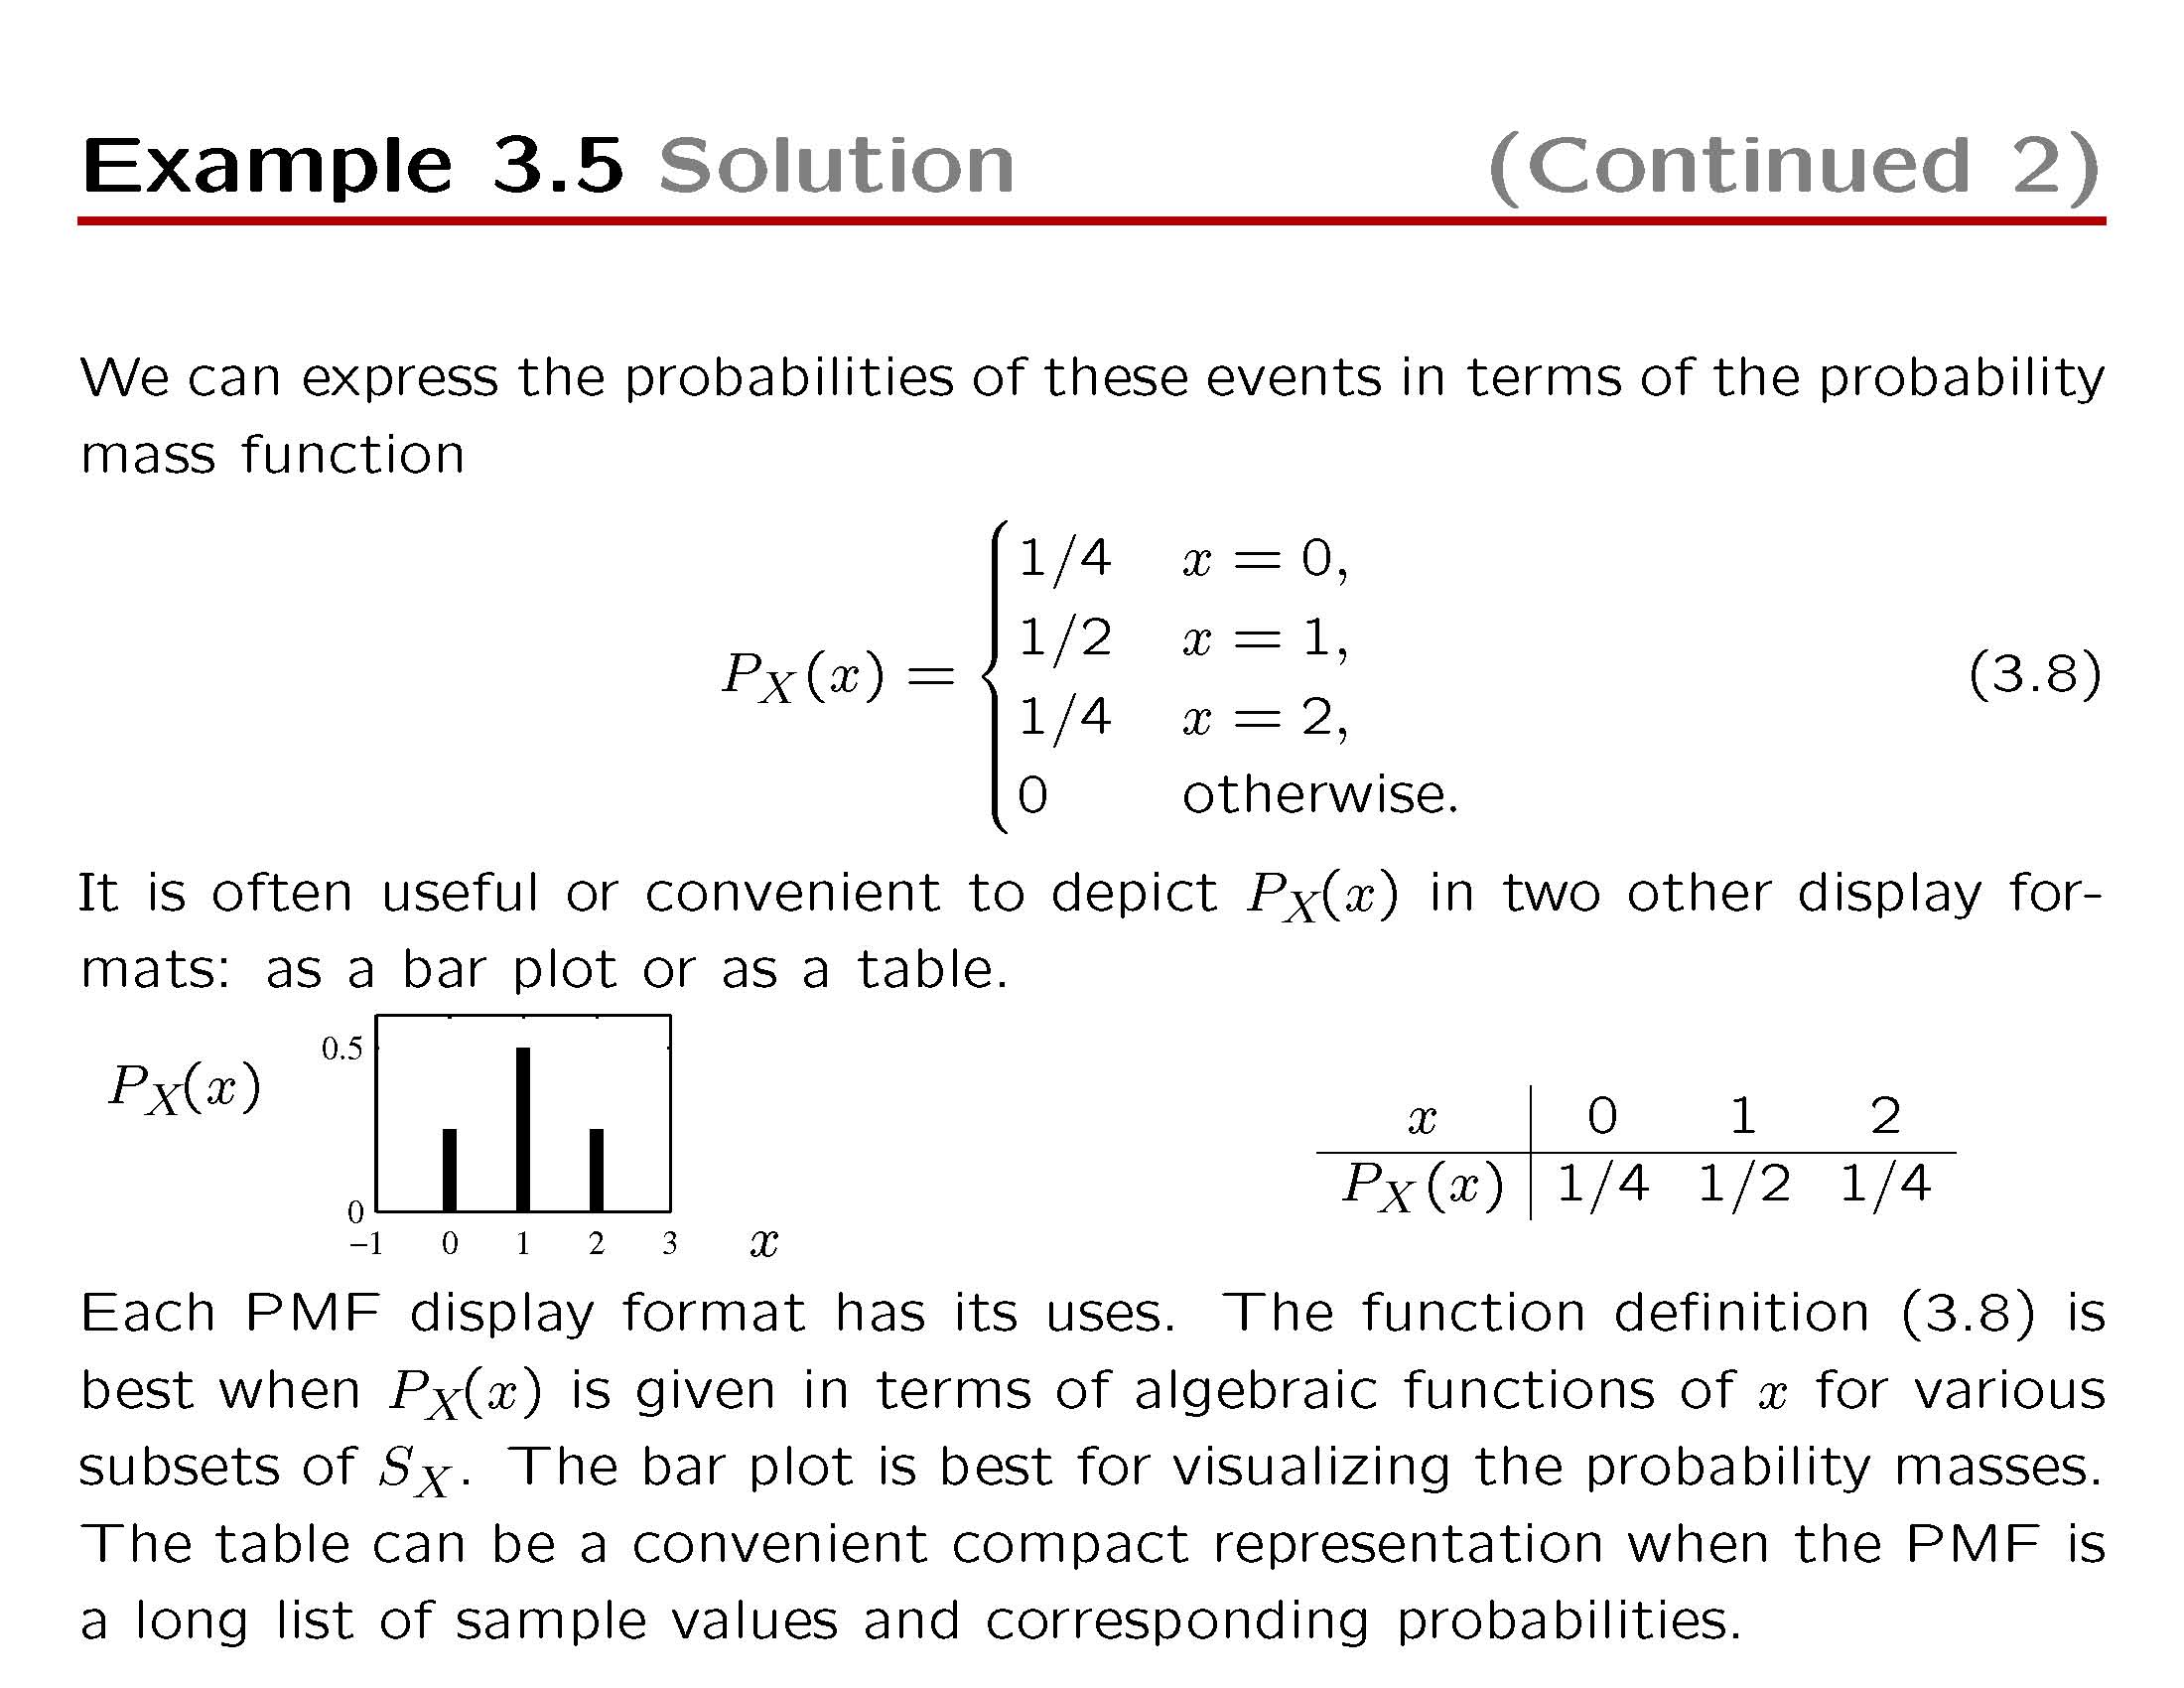 Example 3.5 Solution (Continued 2)
We can express the probabilities of these events in terms of the probability
mass function
1/4 x = 0,
1/2 x = 1,
P_X(x) = { (3.8)
1/4 x = 2,
0 otherwise.
It is often useful or convenient to depict P_X(x) in two other display for-
mats: as a bar plot or as a table.
0.5
P_X(x)
0
−1 0 1 2 3 x
x 0 1 2
P_X(x) 1/4 1/2 1/4
Each PMF display format has its uses. The function definition (3.8) is
best when P_X(x) is given in terms of algebraic functions of x for various
subsets of S_X. The bar plot is best for visualizing the probability masses.
The table can be a convenient compact representation when the PMF is
a long list of sample values and corresponding probabilities.